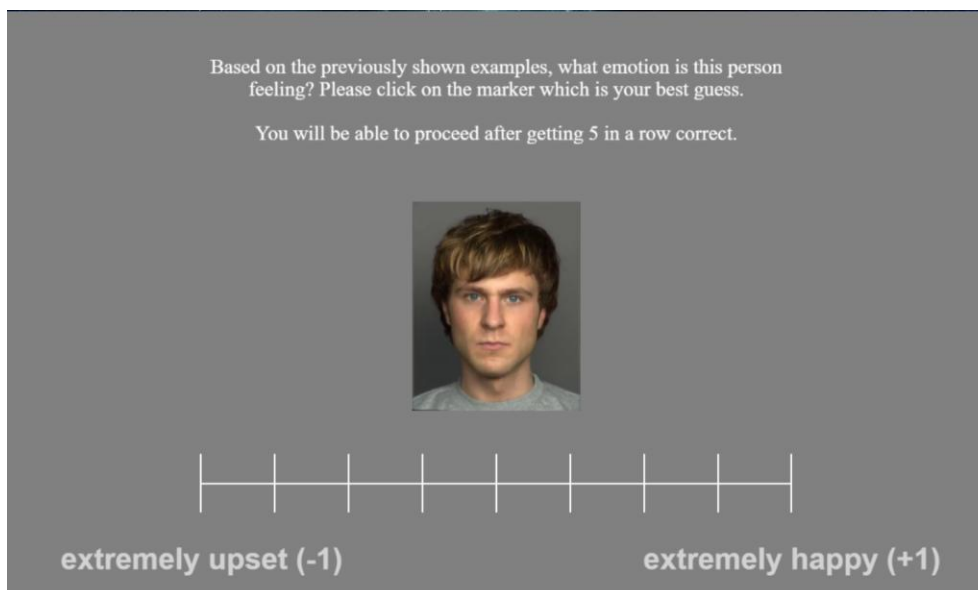 Based on the previously shown examples, what emotion is this person
feeling? Please click on the marker which is your best guess.
You will be able to proceed after getting 5 in a row correct.
extremely upset (-1)
extremely happy (+1)